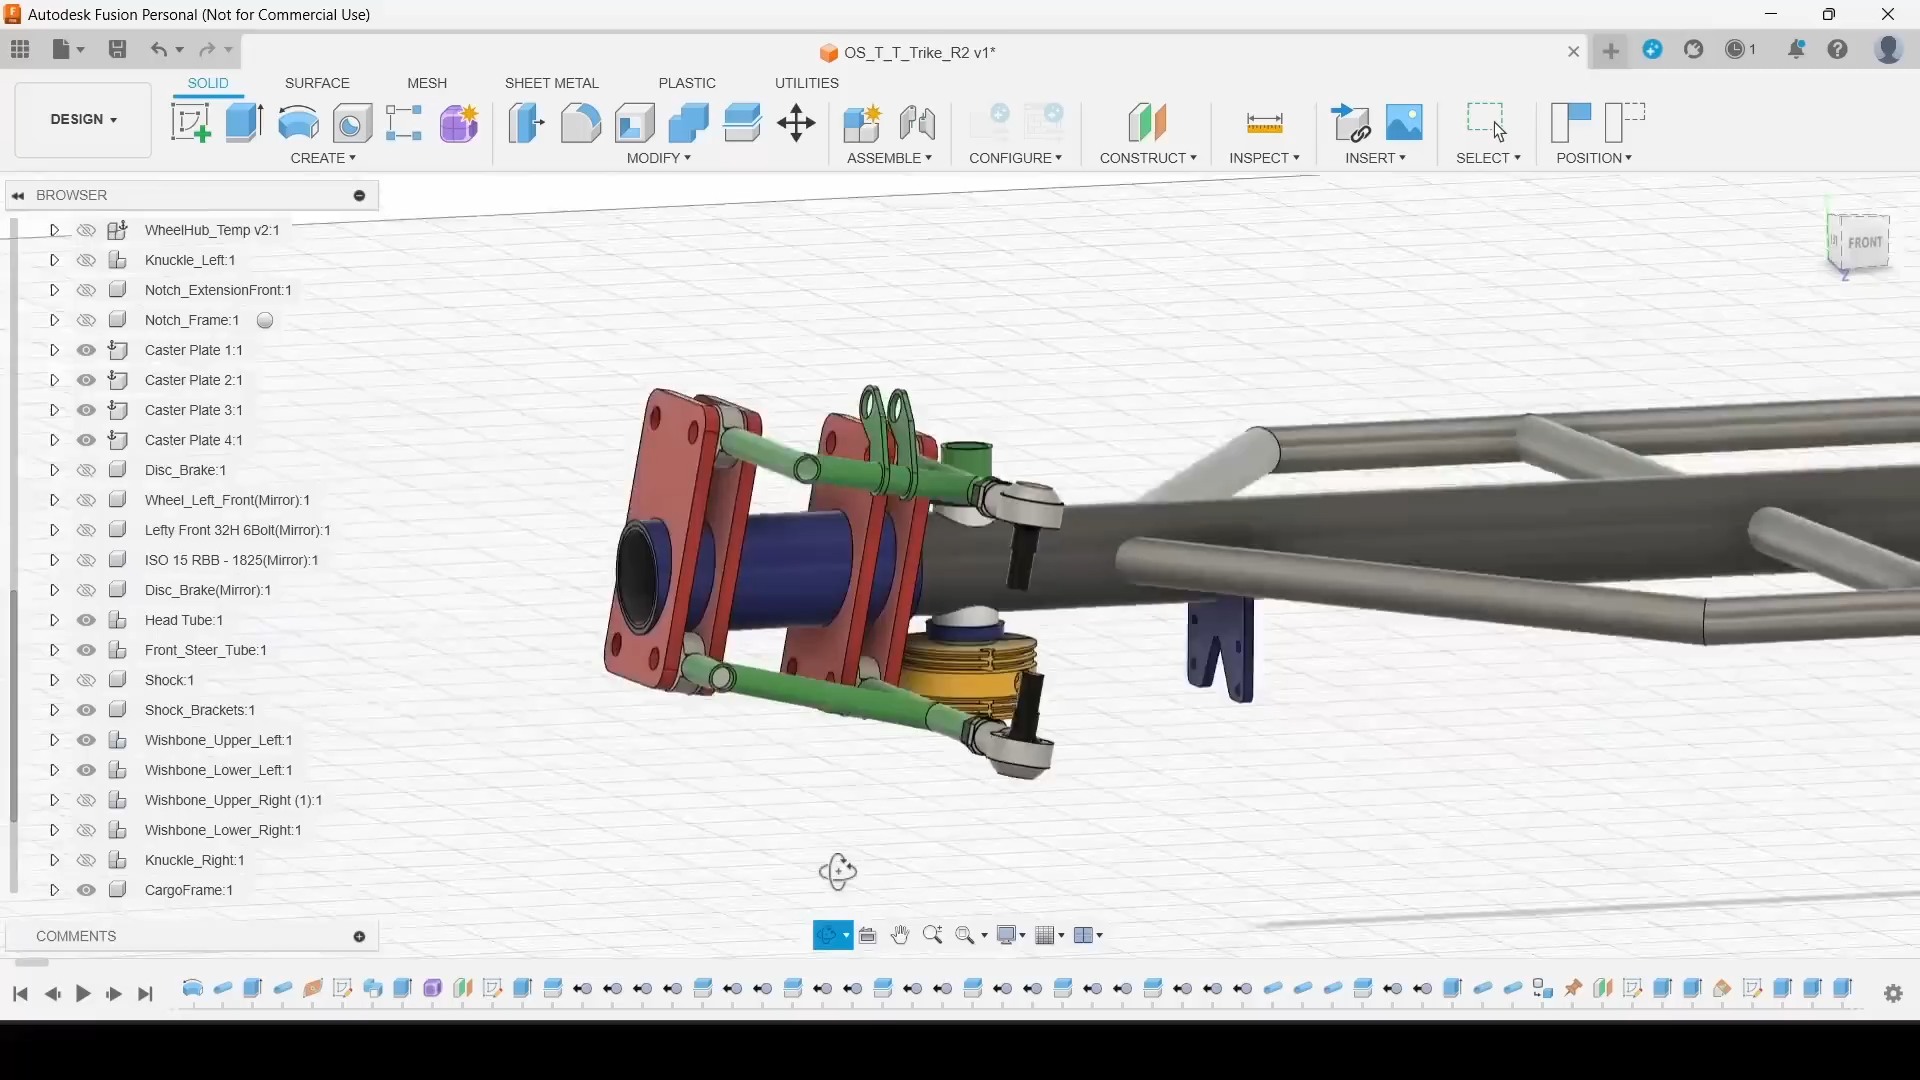 Autodesk Fusion Personal (Not for Commercial Use)
OS_T_T_Trike_R2 v1*
1
SOLID
SURFACE
MESH
SHEET METAL
PLASTIC
UTILITIES
DESIGN
CREATE
MODIFY
ASSEMBLE
CONFIGURE
CONSTRUCT
INSPECT
INSERT
SELECT
POSITION
BROWSER
WheelHub_Temp v2:1
Knuckle_Left:1
Notch_ExtensionFront:1
Notch_Frame:1
Caster Plate 1:1
Caster Plate 2:1
Caster Plate 3:1
Caster Plate 4:1
Disc_Brake:1
Wheel_Left_Front(Mirror):1
Lefty Front 32H 6Bolt(Mirror):1
ISO 15 RBB - 1825(Mirror):1
Disc_Brake(Mirror):1
Head Tube:1
Front_Steer_Tube:1
Shock:1
Shock_Brackets:1
Wishbone_Upper_Left:1
Wishbone_Lower_Left:1
Wishbone_Upper_Right (1):1
Wishbone_Lower_Right:1
Knuckle_Right:1
CargoFrame:1
FRONT
Z
COMMENTS